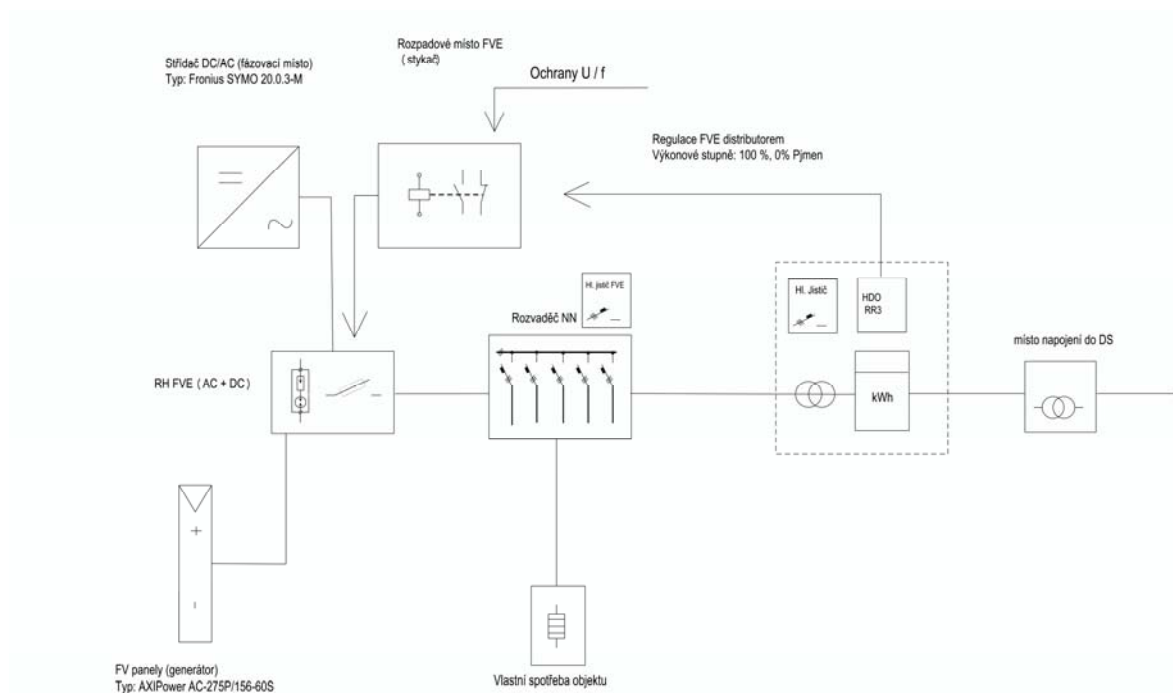 Rozpadové místo FVE
( stykač)
Střídač DC/AC (fázovací místo)
Typ: Fronius SYMO 20.0.3-M
Ochrany U / f
Regulace FVE distributorem
Výkonové stupně: 100 %, 0% Pjmen
Hl. jistič FVE
Hl. Jistič
HDO
RR3
Rozvaděč NN
místo napojení do DS
RH FVE ( AC + DC )
kWh
+
-
Vlastní spotřeba objektu
FV panely (generátor)
Typ: AXIPower AC-275P/156-60S